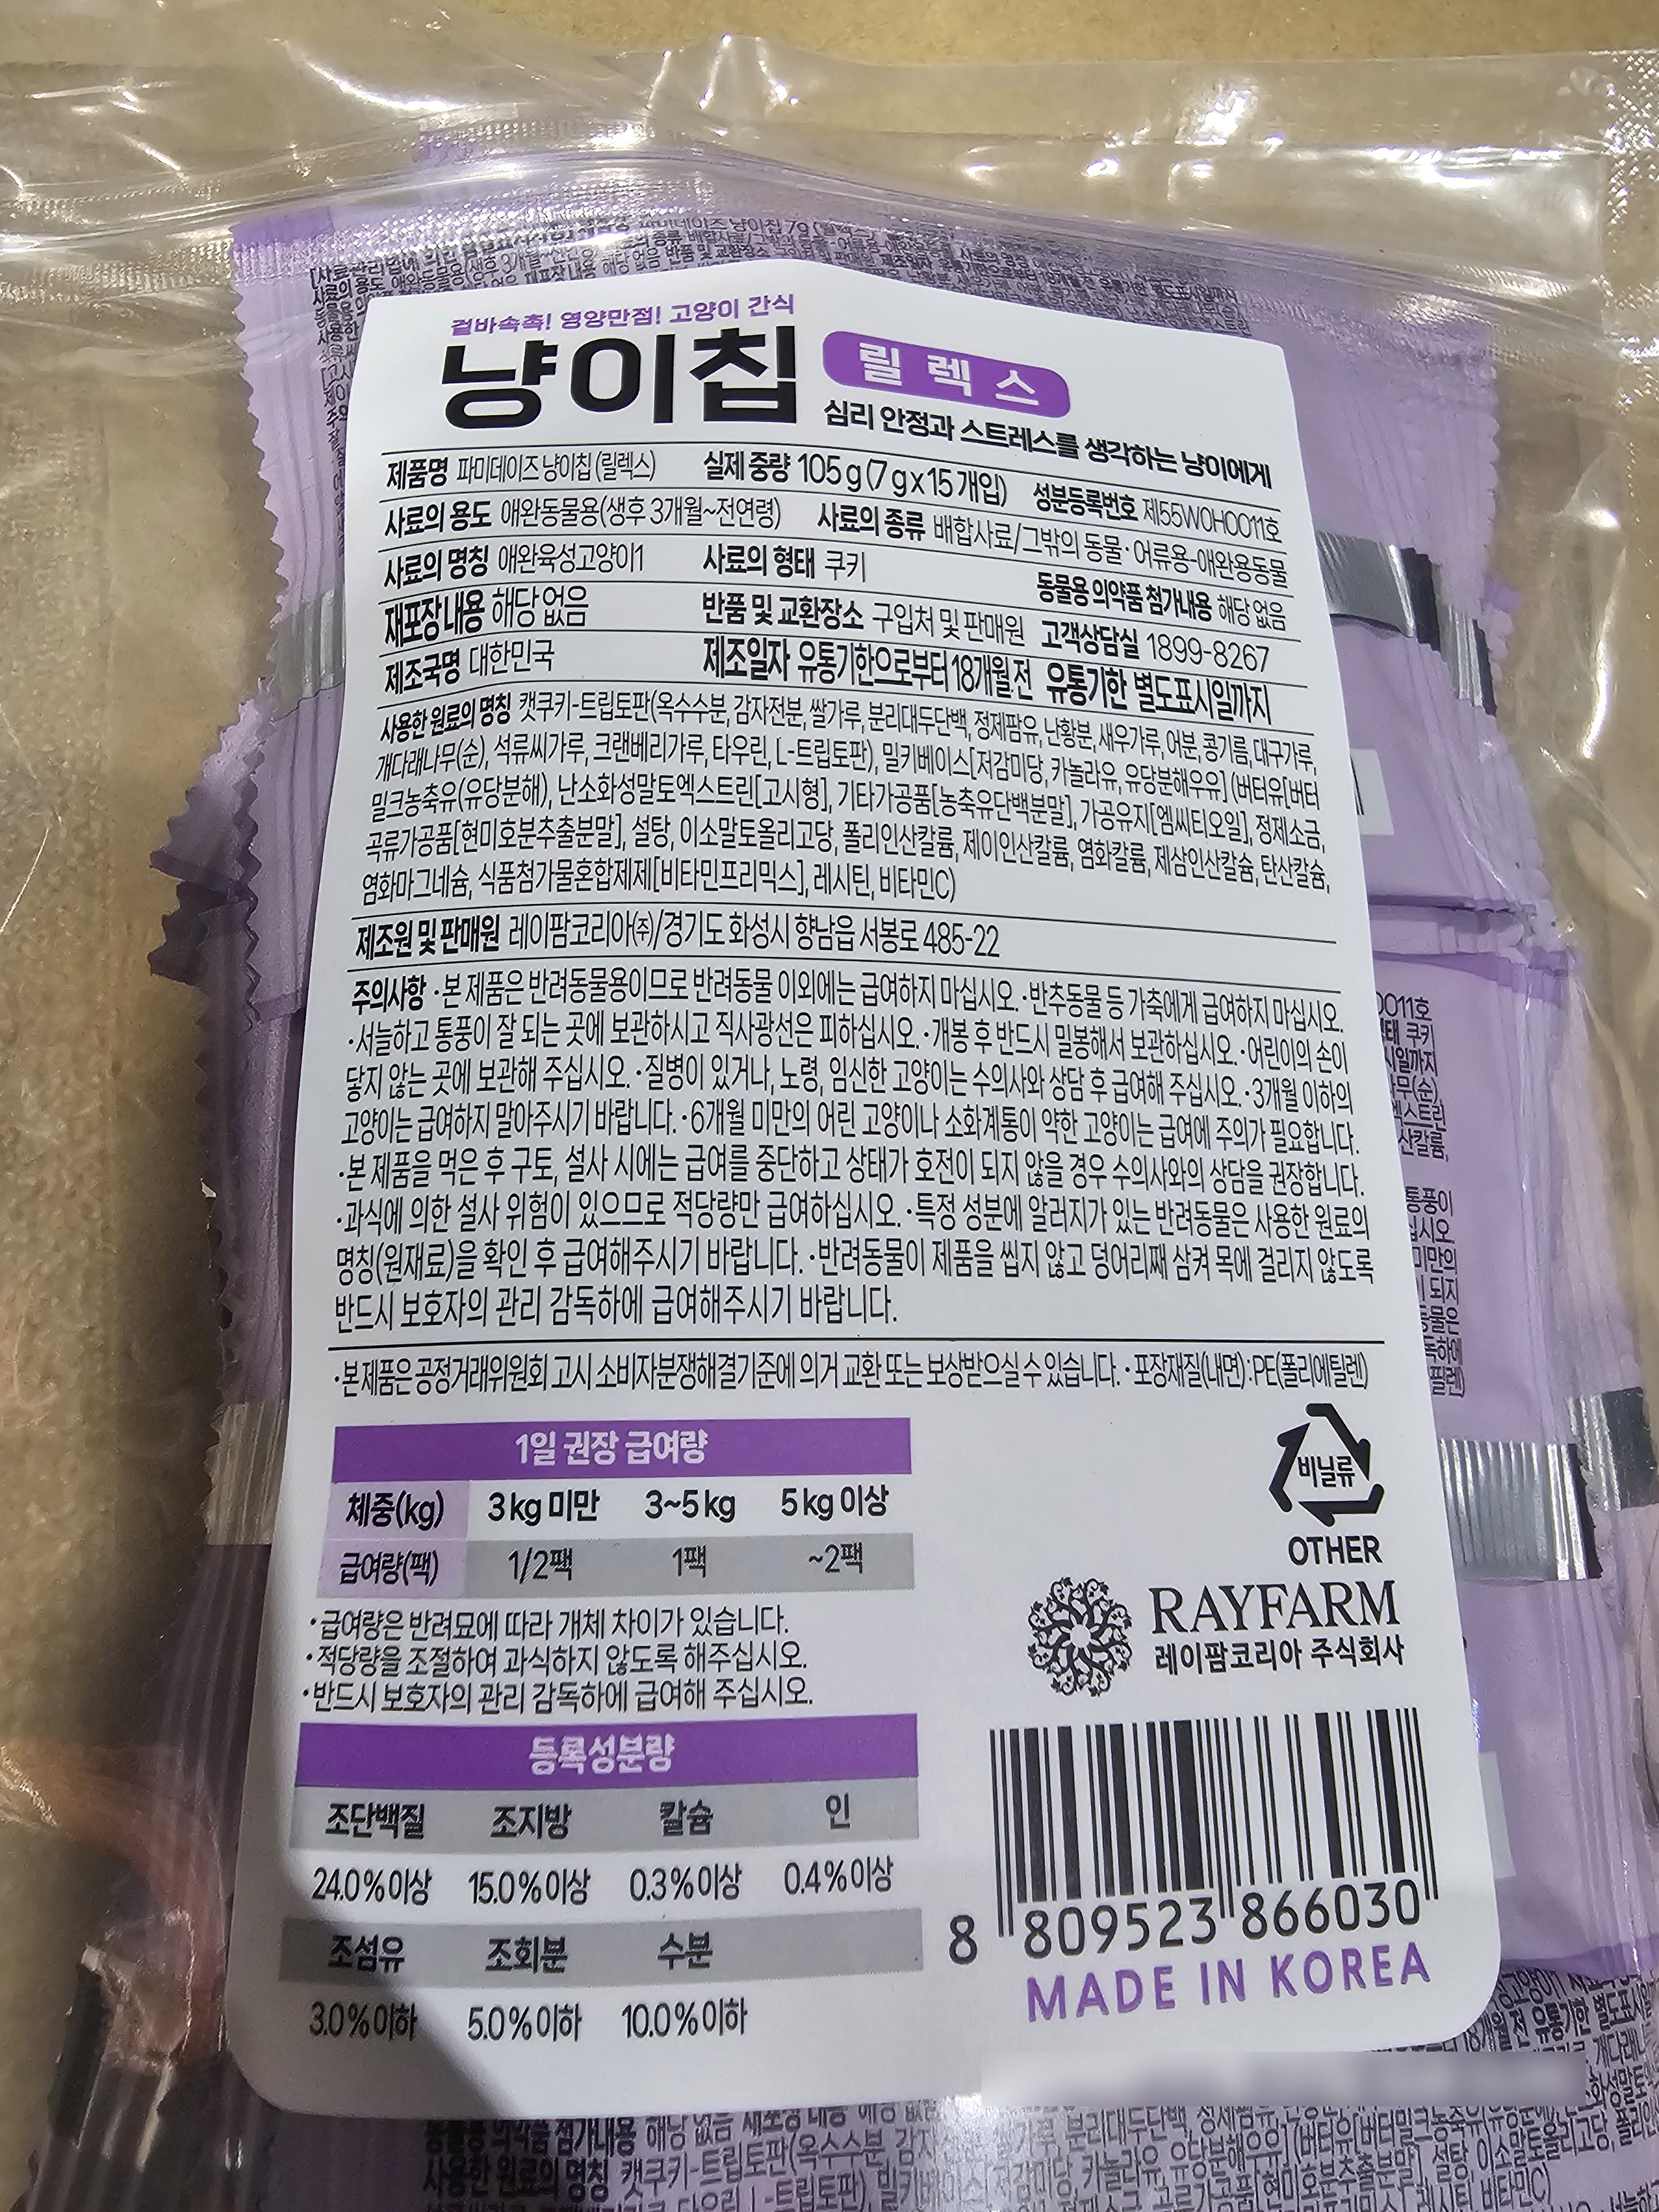 겉바속촉! 영양만점! 고양이 간식
냥이칩 릴렉스
심리 안정과 스트레스를 생각하는 냥이에게
제품명 파미데이즈 냥이칩 (릴렉스) 실제 중량 105 g (7 g x 15 개입) 성분등록번호 제55W0H0011호
사료의 용도 애완동물용(생후 3개월~전연령) 사료의 종류 배합사료/그밖의 동물·어류용-애완용동물
사료의 명칭 애완육성고양이1 사료의 형태 쿠키 동물용 의약품 첨가내용 해당 없음
재포장 내용 해당 없음 반품 및 교환장소 구입처 및 판매원 고객상담실 1899-8267
제조국명 대한민국 제조일자 유통기한으로부터 18개월 전 유통기한 별도표시일까지
사용한 원료의 명칭 캣쿠키-트립토판(옥수수분, 감자전분, 쌀가루, 분리대두단백, 정제팜유, 난황분, 새우가루, 어분, 콩기름, 대구가루,
개다래나무(순), 석류씨가루, 크랜베리가루, 타우린, L-트립토판), 밀키베이스[저감미당, 카놀라유, 유당분해우유] (버터유[버터
밀크농축유(유당분해), 난소화성말토엑스트린[고시형], 기타가공품[농축유단백분말], 가공유지[엠씨티오일], 정제소금,
곡류가공품[현미호분추출분말], 설탕, 이소말토올리고당, 폴리인산칼륨, 제이인산칼륨, 염화칼륨, 제삼인산칼슘, 탄산칼슘,
염화마그네슘, 식품첨가물혼합제제[비타민프리믹스], 레시틴, 비타민C)
제조원 및 판매원 레이팜코리아㈜/경기도 화성시 향남읍 서봉로 485-22
주의사항 ·본 제품은 반려동물용이므로 반려동물 이외에는 급여하지 마십시오. ·반추동물 등 가축에게 급여하지 마십시오.
·서늘하고 통풍이 잘 되는 곳에 보관하시고 직사광선은 피하십시오. ·개봉 후 반드시 밀봉해서 보관하십시오. ·어린이의 손이
닿지 않는 곳에 보관해 주십시오. ·질병이 있거나, 노령, 임신한 고양이는 수의사와 상담 후 급여해 주십시오. ·3개월 이하의
고양이는 급여하지 말아주시기 바랍니다. ·6개월 미만의 어린 고양이나 소화계통이 약한 고양이는 급여에 주의가 필요합니다.
·본 제품을 먹은 후 구토, 설사 시에는 급여를 중단하고 상태가 호전이 되지 않을 경우 수의사와의 상담을 권장합니다.
·과식에 의한 설사 위험이 있으므로 적당량만 급여하십시오. ·특정 성분에 알러지가 있는 반려동물은 사용한 원료의
명칭(원재료)을 확인 후 급여해주시기 바랍니다. ·반려동물이 제품을 씹지 않고 덩어리째 삼켜 목에 걸리지 않도록
반드시 보호자의 관리 감독하에 급여해주시기 바랍니다.
·본 제품은 공정거래위원회 고시 소비자분쟁해결기준에 의거 교환 또는 보상받으실 수 있습니다. ·포장재질(내면):PE(폴리에틸렌)
1일 권장 급여량
체중(kg) 3 kg 미만 3~5 kg 5 kg 이상
급여량(팩) 1/2팩 1팩 ~2팩
·급여량은 반려묘에 따라 개체 차이가 있습니다.
·적당량을 조절하여 과식하지 않도록 해주십시오.
·반드시 보호자의 관리 감독하에 급여해 주십시오.
비닐류
OTHER
RAYFARM
레이팜코리아 주식회사
등록성분량
조단백질 조지방 칼슘 인
24.0 % 이상 15.0 % 이상 0.3 % 이상 0.4 % 이상
조섬유 조회분 수분
3.0 % 이하 5.0 % 이하 10.0 % 이하
8 809523 866030
MADE IN KOREA